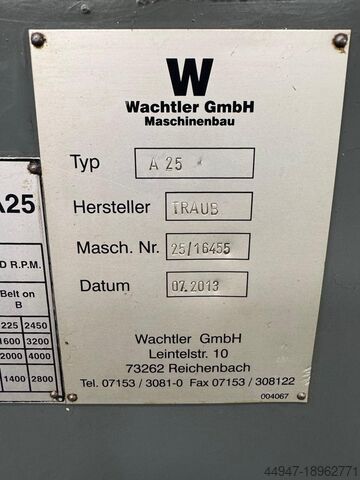 W
Wachtler GmbH
Maschinenbau
Typ A 25
Hersteller TRAUB
Masch. Nr. 25/16455
Datum 07.2013
Wachtler GmbH
Leintelstr. 10
73262 Reichenbach
Tel. 07153 / 3081-0 Fax 07153 / 308122
004067
A25
D R.P.M.
Belt on
B
225 2450
1600 3200
2000 4000
1400 2800
44947-18962771